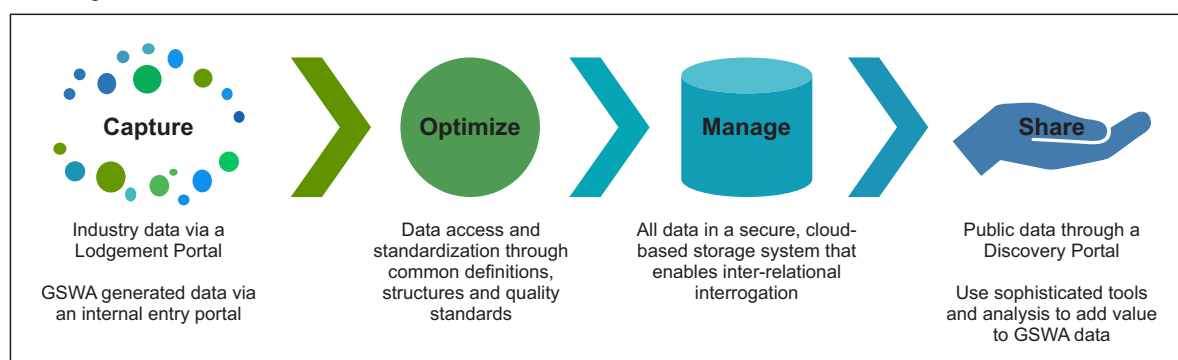 Capture
Optimize
Manage
Share
Industry data via a
Lodgement Portal
GSWA generated data via
an internal entry portal
Data access and
standardization through
common definitions,
structures and quality
standards
All data in a secure, cloud-
based storage system that
enables inter-relational
interrogation
Public data through a
Discovery Portal
Use sophisticated tools
and analysis to add value
to GSWA data